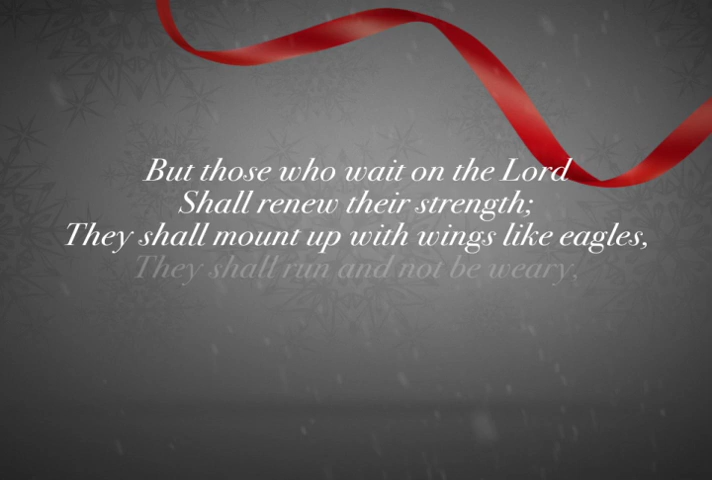 But those who wait on the Lord
Shall renew their strength;
They shall mount up with wings like eagles,
They shall run and not be weary,